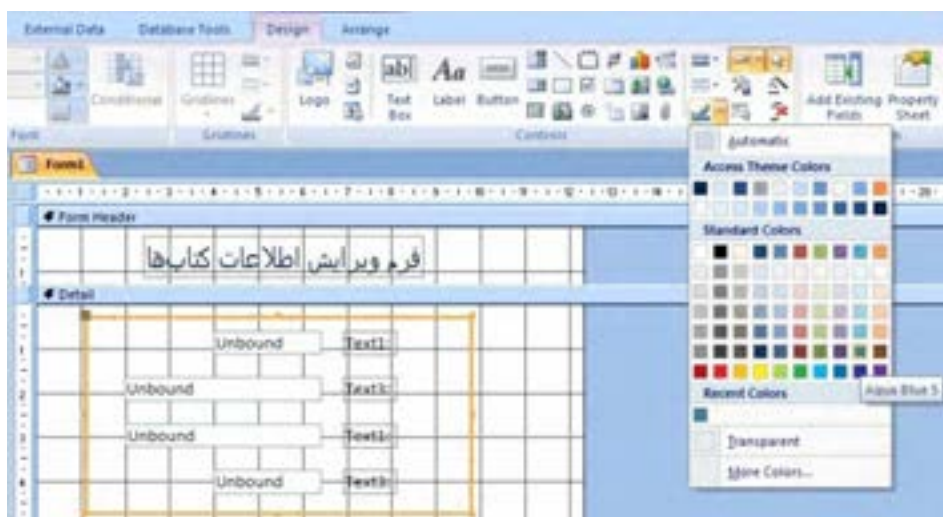 External Data Database Tools Design Arrange
Conditional Gridlines Logo Text Box Label Button Add Existing Fields Property Sheet
Font Gridlines Controls
Automatic
Form1
Access Theme Colors
Form Header
Standard Colors
فرم ویرایش اطلاعات کتاب‌ها
Detail
Unbound Text1:
Unbound Text3:
Aqua Blue 5
Recent Colors
Unbound Text1:
Transparent
Unbound Text3:
More Colors...